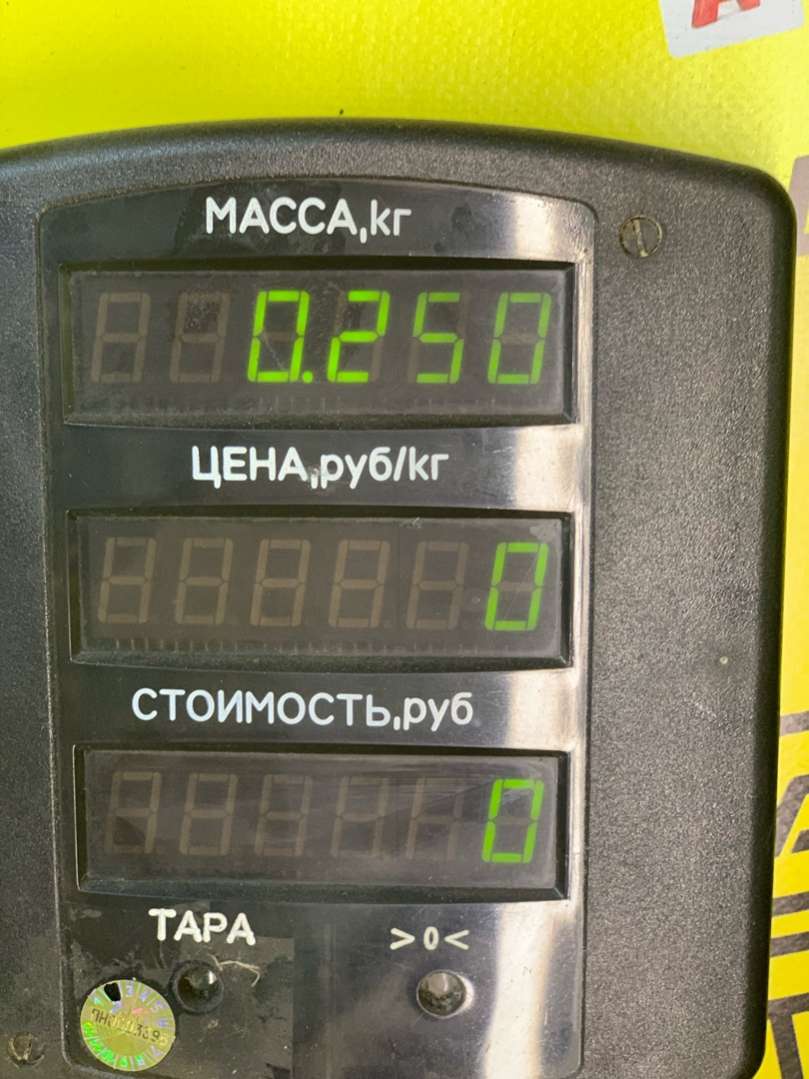 МАССА,кг
0.250
ЦЕНА,руб/кг
0
СТОИМОСТЬ,руб
0
ТАРА >0<